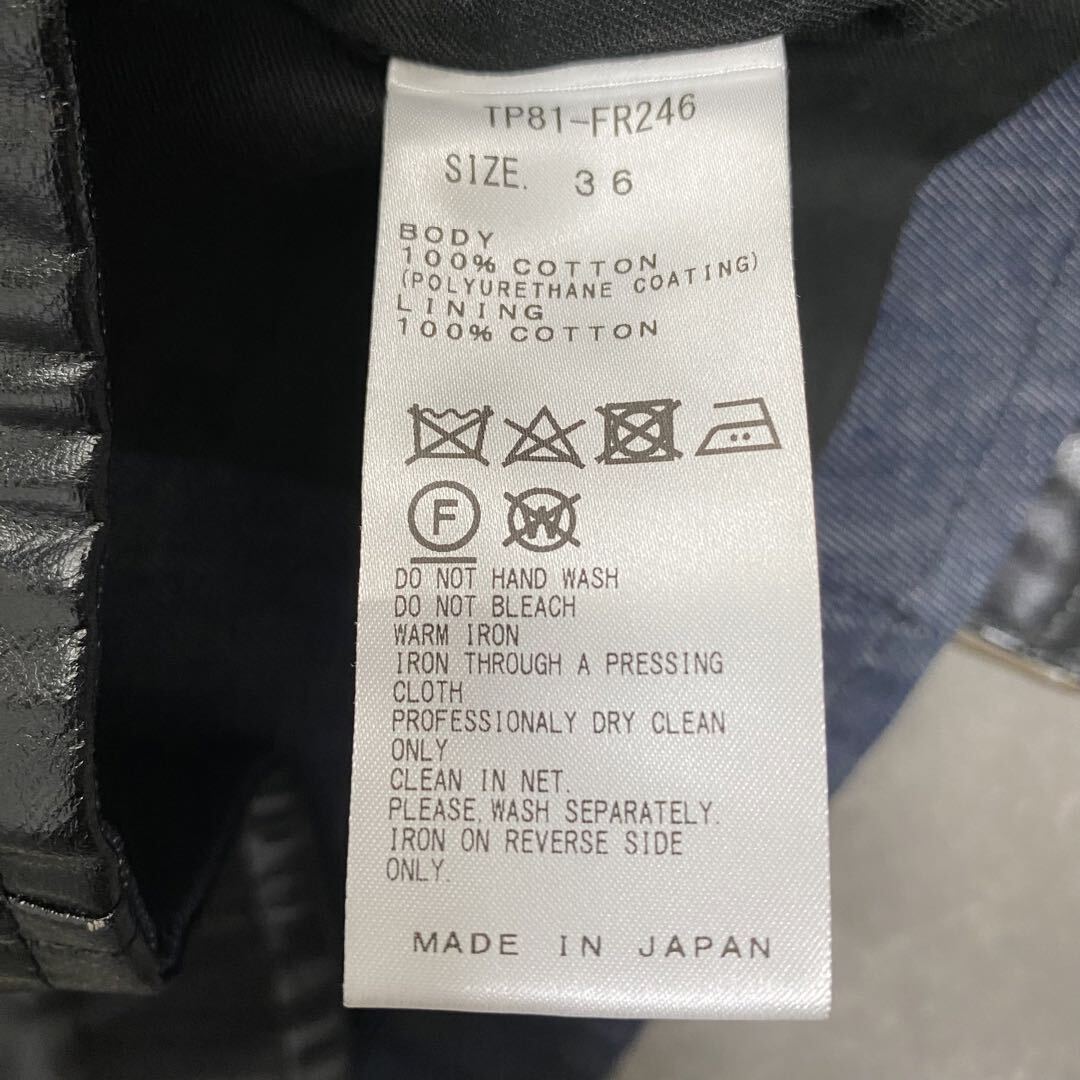 TP81-FR246
SIZE. 36
BODY
100% COTTON
(POLYURETHANE COATING)
LINING
100% COTTON
F W
DO NOT HAND WASH
DO NOT BLEACH
WARM IRON
IRON THROUGH A PRESSING
CLOTH
PROFESSIONALY DRY CLEAN
ONLY
CLEAN IN NET.
PLEASE, WASH SEPARATELY.
IRON ON REVERSE SIDE
ONLY.
MADE IN JAPAN